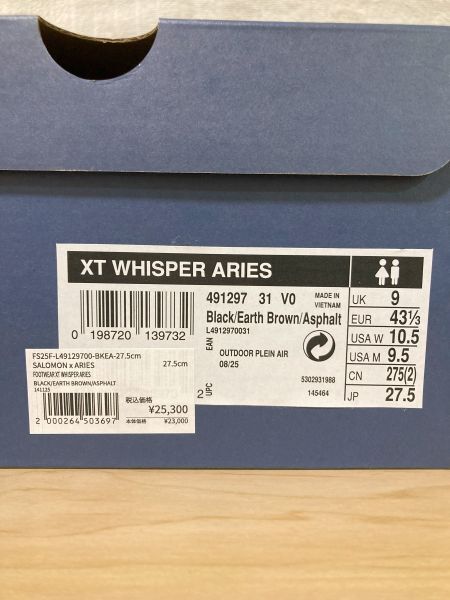 XT WHISPER ARIES
491297 31 V0
MADE IN
VIETNAM
Black/Earth Brown/Asphalt
L4912970031
OUTDOOR PLEIN AIR
08/25
5302931988
145464
EAN
UPC
0 198720 139732
2
UK 9
EUR 43⅓
USA W 10.5
USA M 9.5
CN 275(2)
JP 27.5
FS25F-L49129700-BKEA-27.5cm
SALOMON x ARIES 27.5cm
FOOTWEAR XT WHISPER ARIES
BLACK/EARTH BROWN/ASPHALT
141125
税込価格
¥25,300
本体価格 ¥23,000
2 000264 503697